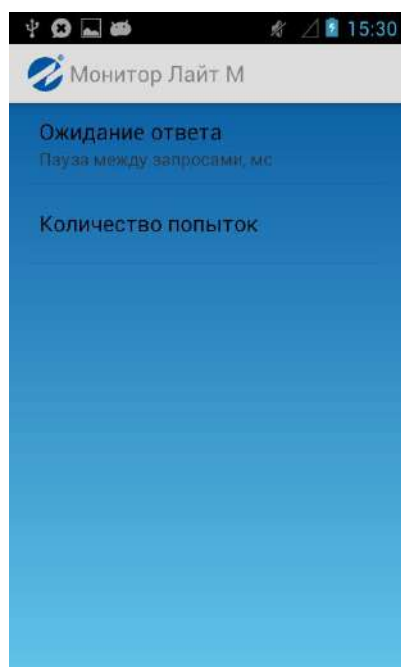 15:30
Монитор Лайт М
Ожидание ответа
Пауза между запросами, мс
Количество попыток